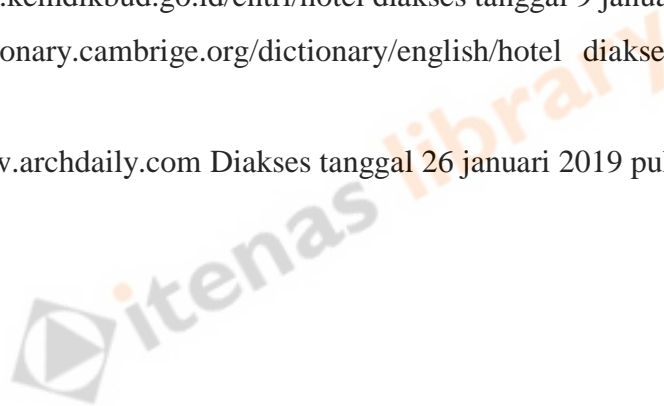 .kemdikbud.go.id/entri/hotel diakses tanggal 9 janua
onary.cambrige.org/dictionary/english/hotel diakse
w.archdaily.com Diakses tanggal 26 januari 2019 pu
itenas library